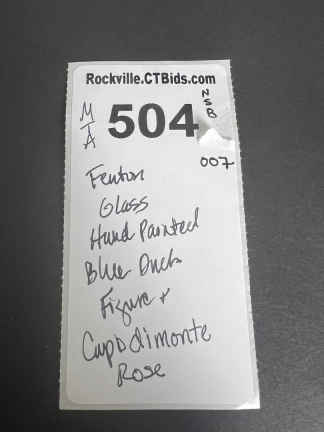 Rockville.CTBids.com
M/A 504 NSB
007
Fenton
Glass
Hand Painted
Blue Duck
Figure +
Capodimonte
Rose